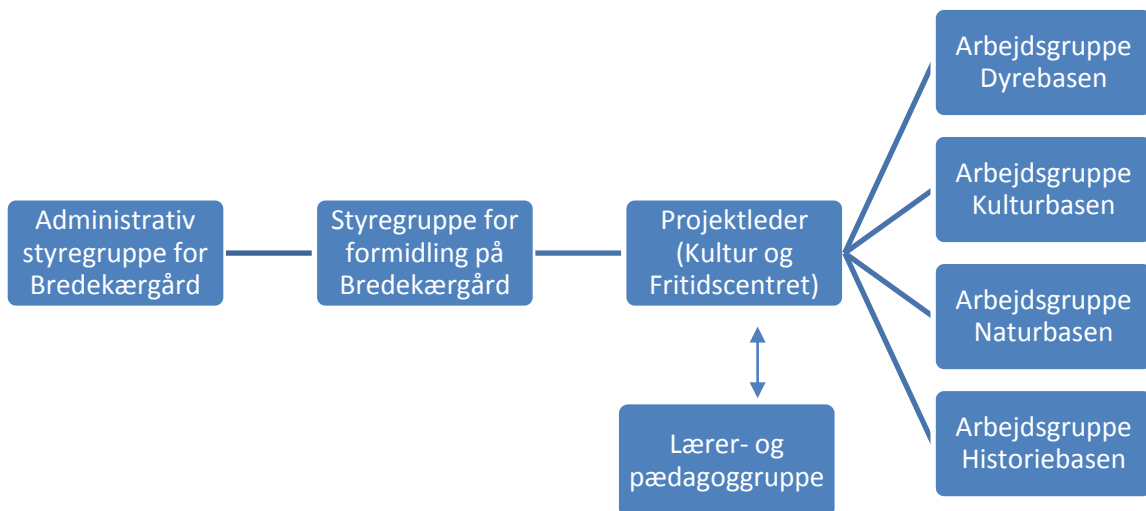 Administrativ
styregruppe for
Bredekærgård
Styregruppe for
formidling på
Bredekærgård
Projektleder
(Kultur og
Fritidscentret)
Lærer- og
pædagoggruppe
Arbejdsgruppe
Dyrebasen
Arbejdsgruppe
Kulturbasen
Arbejdsgruppe
Naturbasen
Arbejdsgruppe
Historiebasen